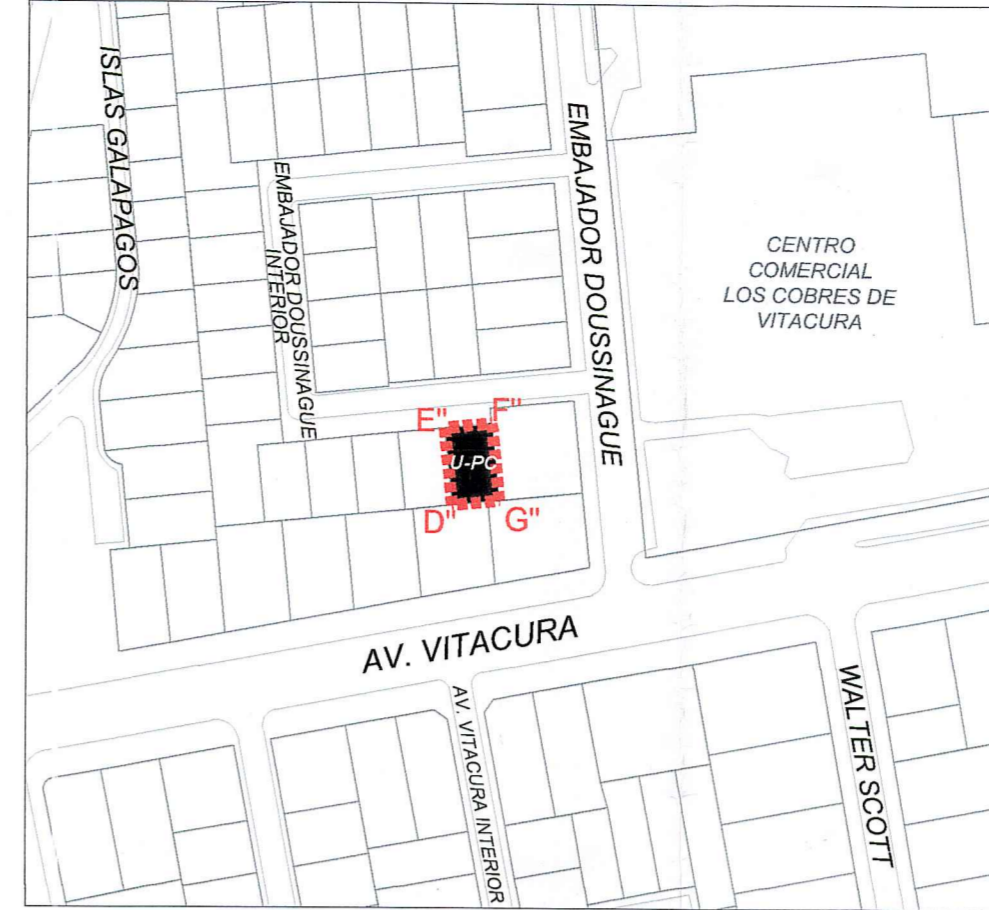 ISLAS GALAPAGOS
EMBAJADOR DOUSSINAGUE
INTERIOR
EMBAJADOR DOUSSINAGUE
CENTRO
COMERCIAL
LOS COBRES DE
VITACURA
E" F"
U-PC
D" G"
AV. VITACURA
AV. VITACURA INTERIOR
WALTER SCOTT